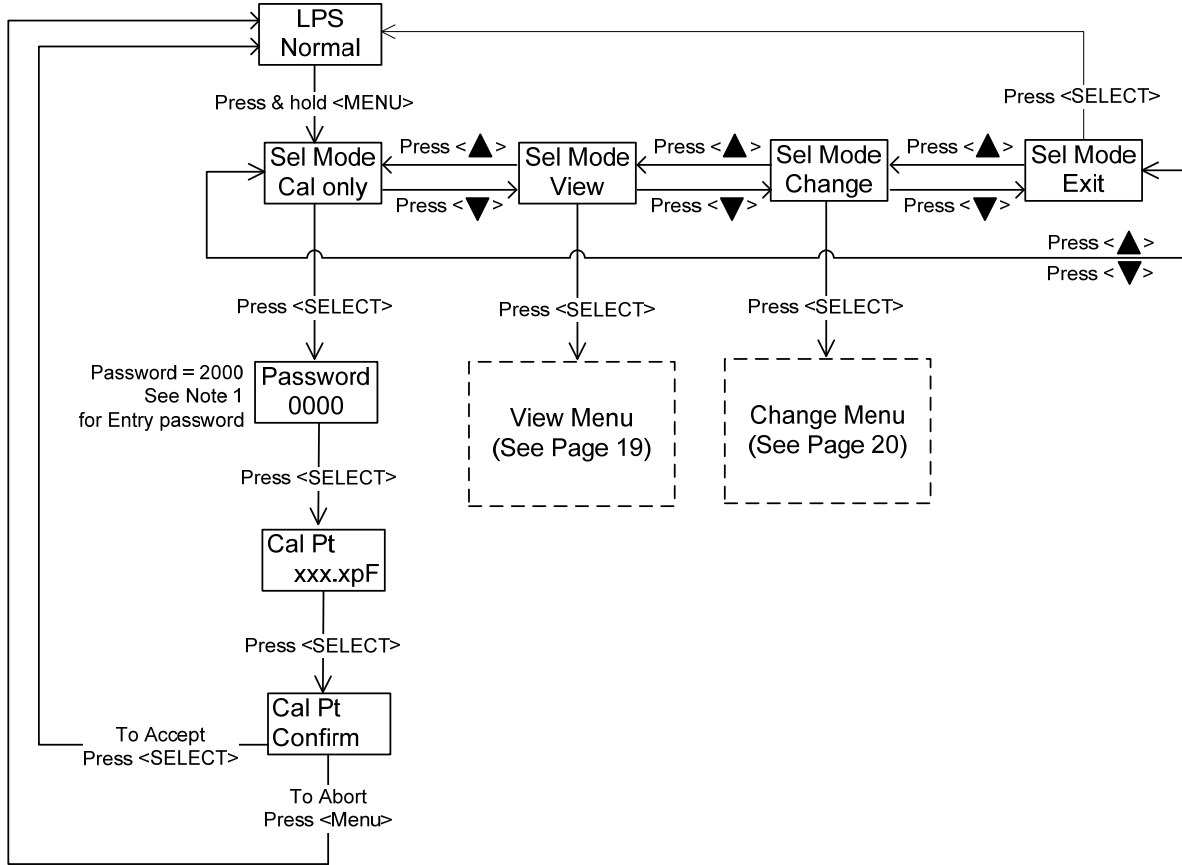 LPS
Normal
Press & hold <MENU>
Press <SELECT>
Sel Mode
Cal only
Press <▲>
Press <▼>
Sel Mode
View
Press <▲>
Press <▼>
Sel Mode
Change
Press <▲>
Press <▼>
Sel Mode
Exit
Press <▲>
Press <▼>
Press <SELECT>
Press <SELECT>
Press <SELECT>
Password = 2000
See Note 1
for Entry password
Password
0000
View Menu
(See Page 19)
Change Menu
(See Page 20)
Press <SELECT>
Cal Pt
xxx.xpF
Press <SELECT>
Cal Pt
Confirm
To Accept
Press <SELECT>
To Abort
Press <Menu>